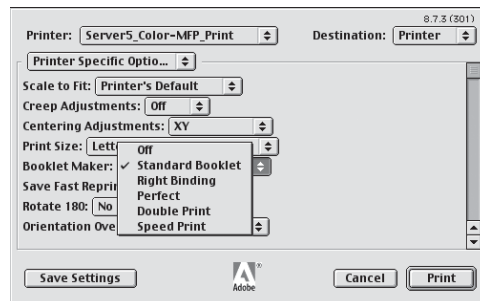 8.7.3 (301)
Printer: Server5_Color-MFP_Print Destination: Printer
Printer Specific Optio...
Scale to Fit: Printer's Default
Creep Adjustments: Off
Centering Adjustments: XY
Print Size: Lett
Booklet Maker:
Save Fast Reprin
Rotate 180: No
Orientation Ove
Off
✓ Standard Booklet
Right Binding
Perfect
Double Print
Speed Print
Save Settings
Adobe®
Cancel Print